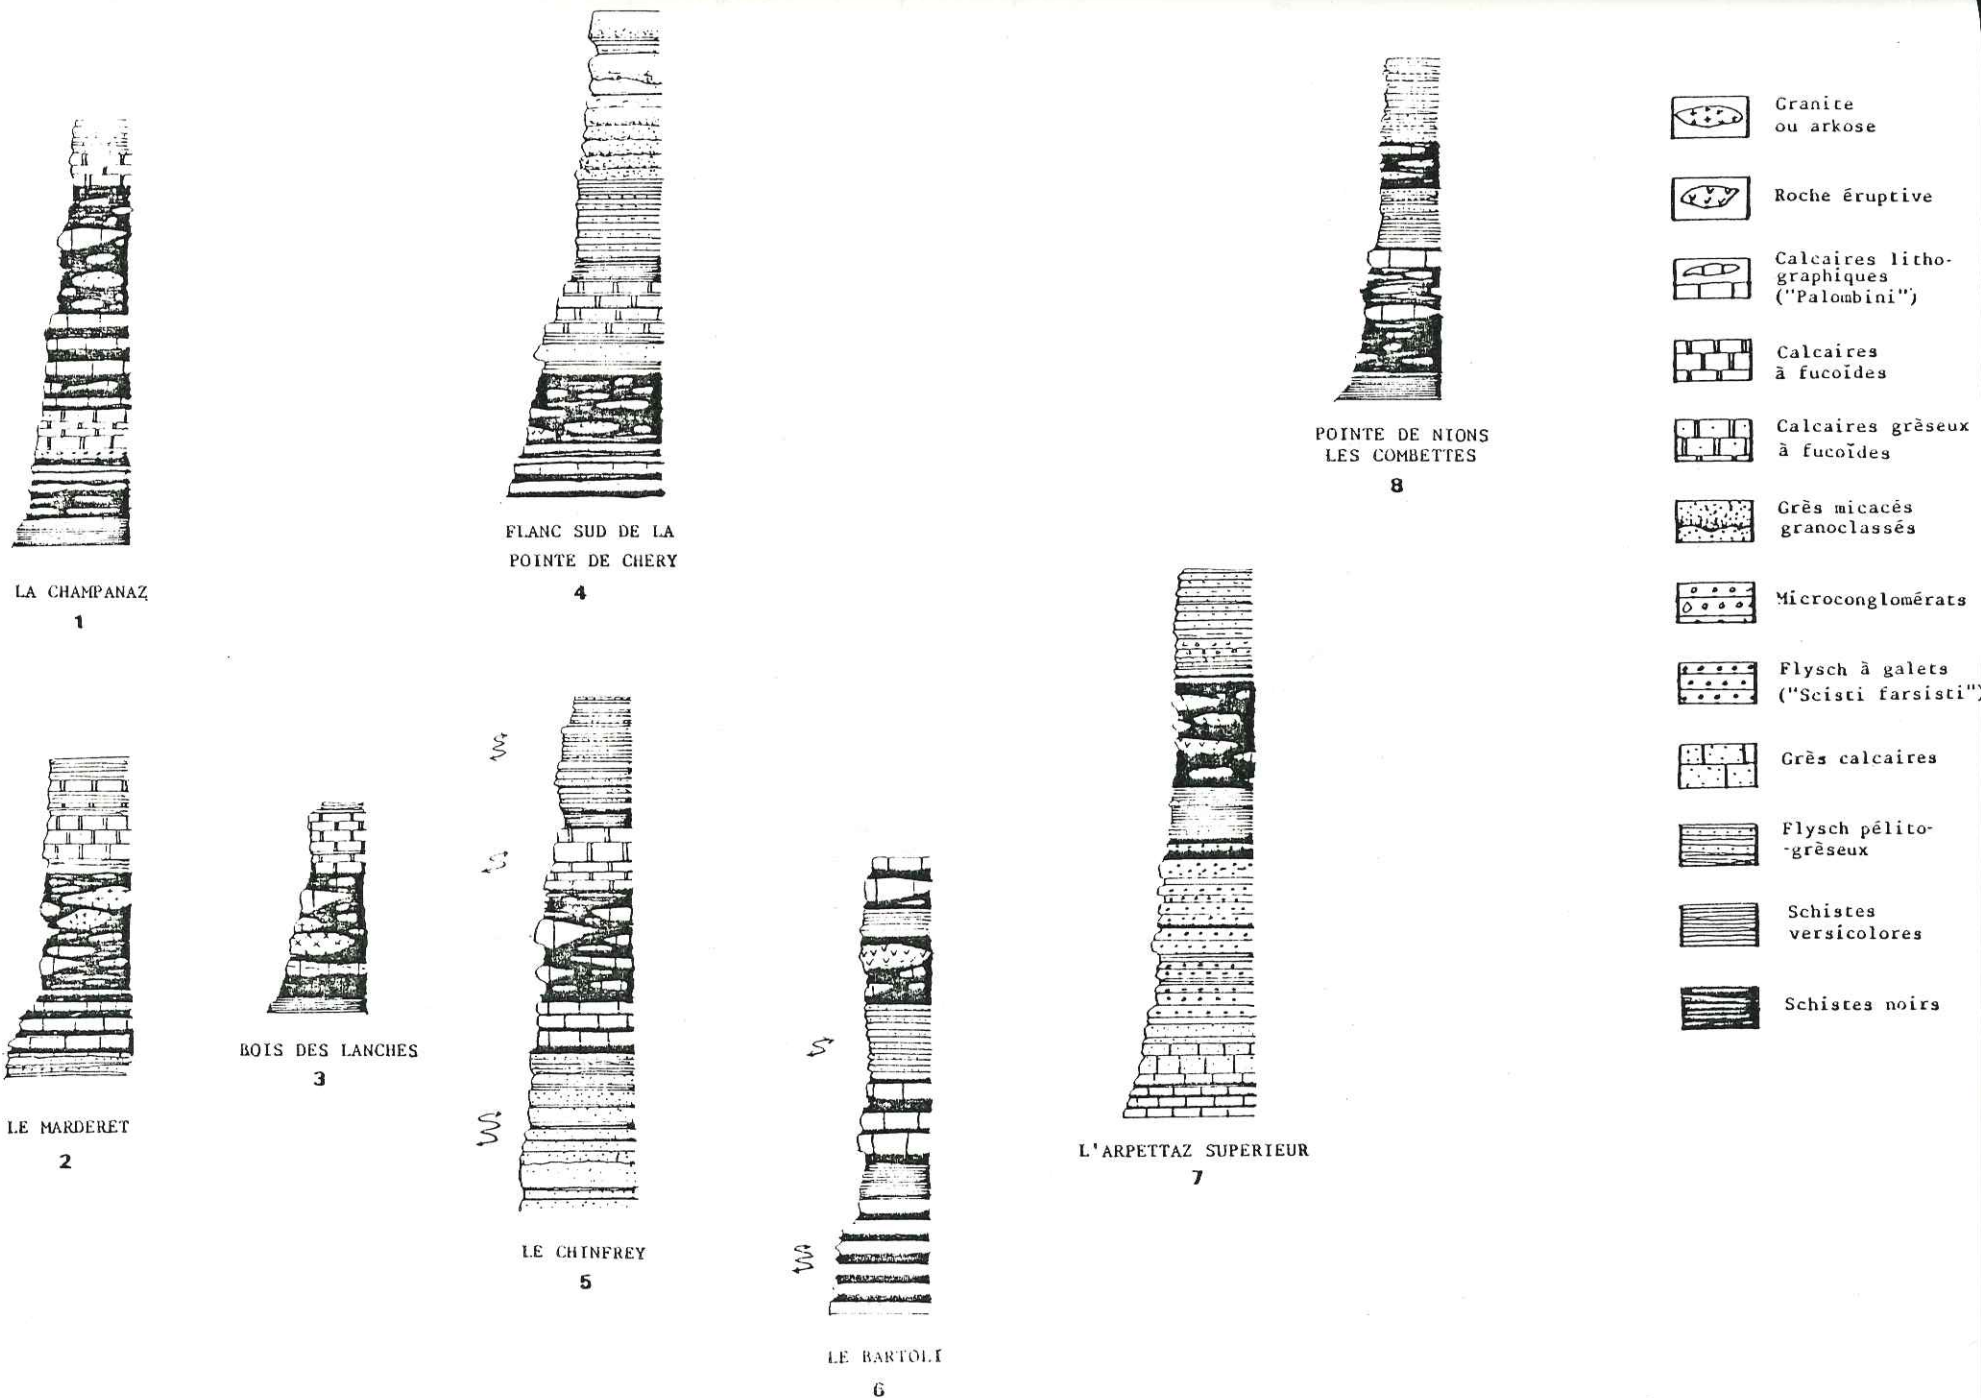 LA CHAMPANAZ
1
FLANC SUD DE LA
POINTE DE CHERY
4
POINTE DE NIONS
LES COMBETTES
8
LE MARDERET
2
BOIS DES LANCHES
3
LE CHINFREY
5
LE BARTOLI
6
L'ARPETTAZ SUPERIEUR
7
Granite
ou arkose
Roche éruptive
Calcaires litho-
graphiques
("Palombini")
Calcaires
à fucoïdes
Calcaires grèseux
à fucoïdes
Grès micacés
granoclassés
Microconglomérats
Flysch à galets
("Scisti farsisti")
Grès calcaires
Flysch pélito-
-grèseux
Schistes
versicolores
Schistes noirs